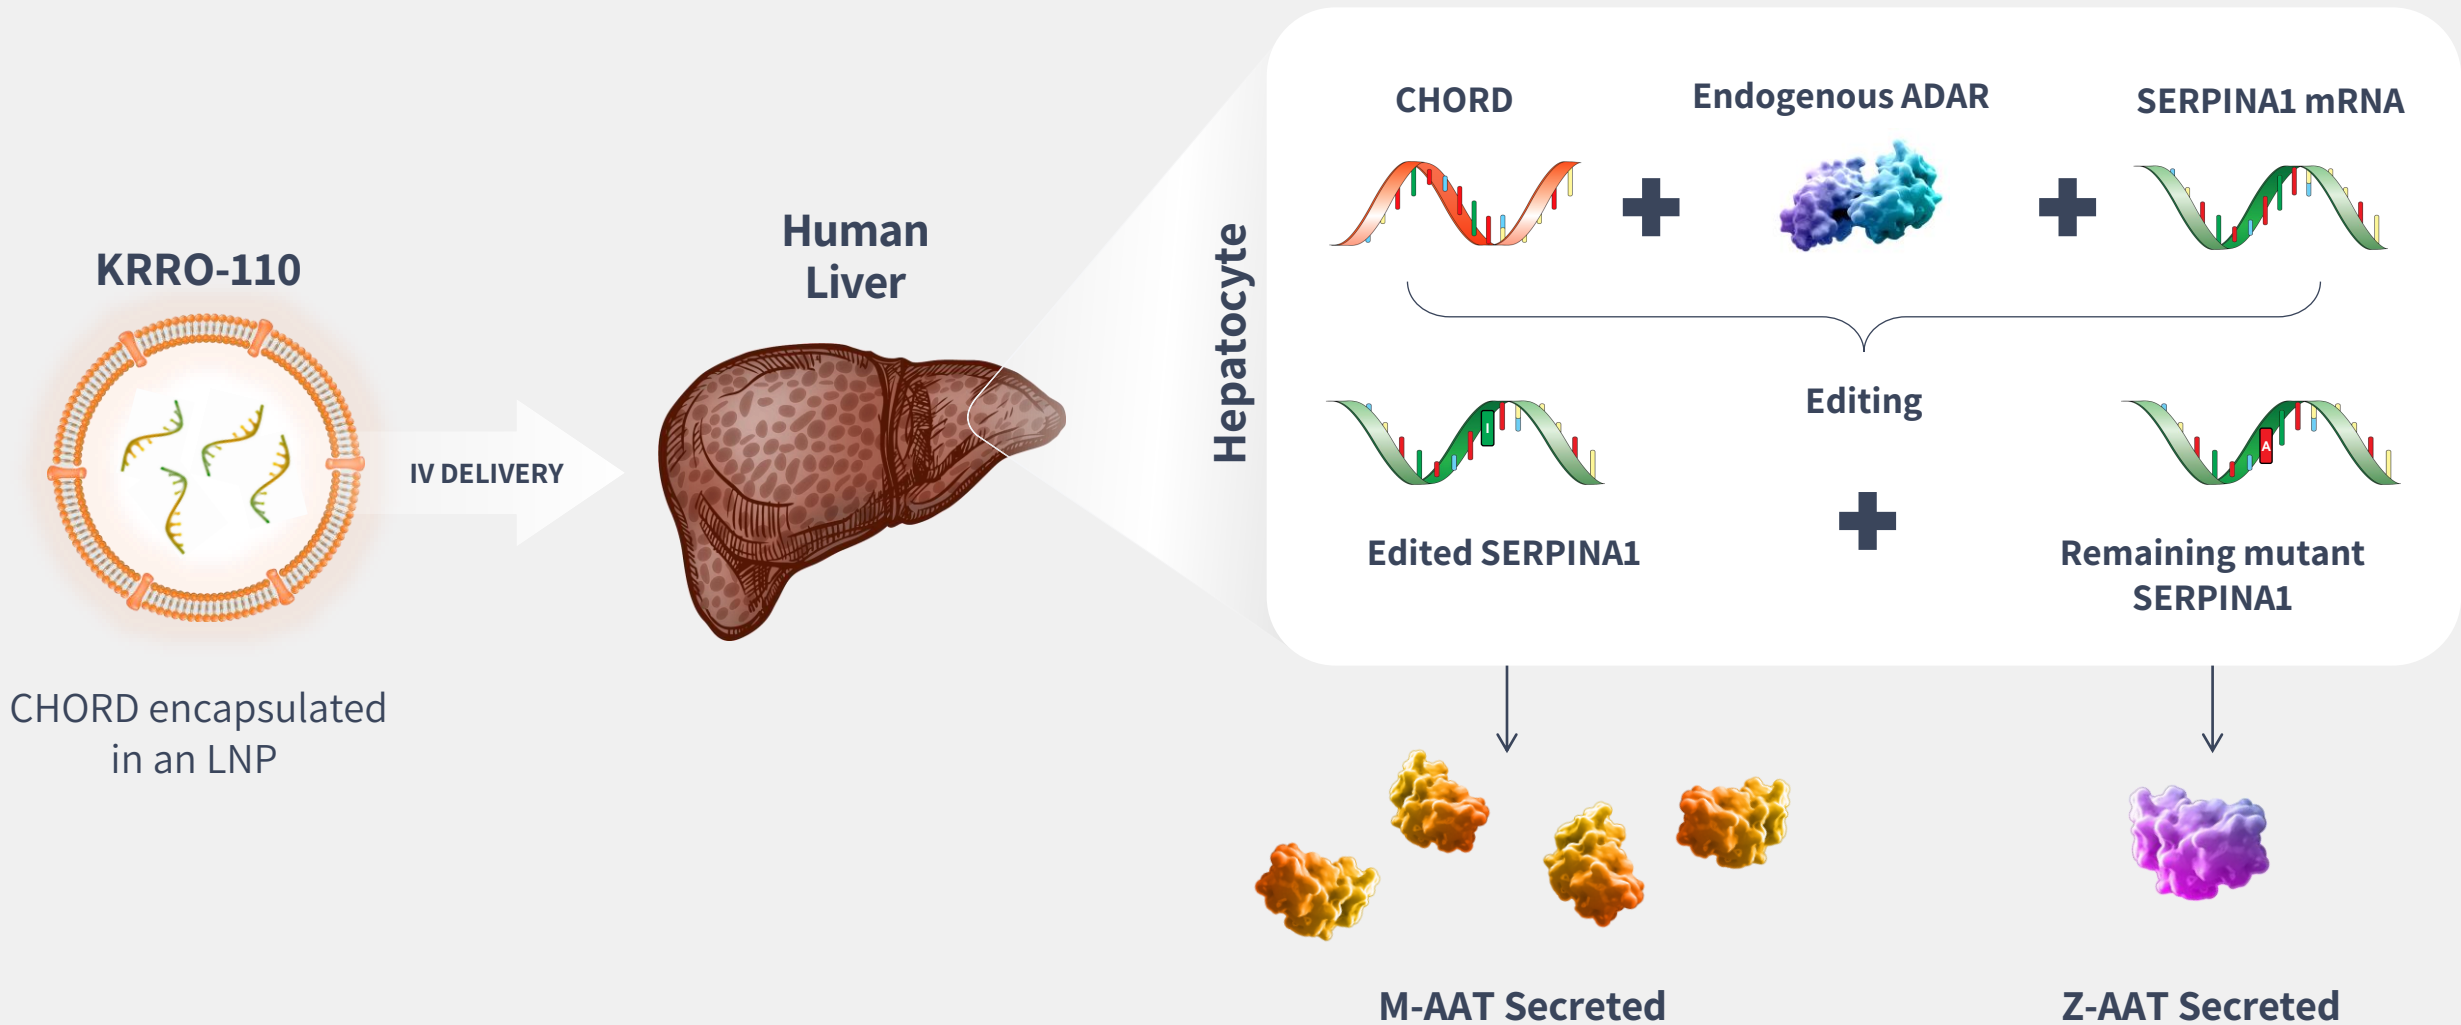 KRRO-110
CHORD encapsulated
in an LNP
IV DELIVERY
Human
Liver
Hepatocyte
CHORD
Endogenous ADAR
SERPINA1 mRNA
Editing
I
A
Edited SERPINA1
Remaining mutant
SERPINA1
M-AAT Secreted
Z-AAT Secreted